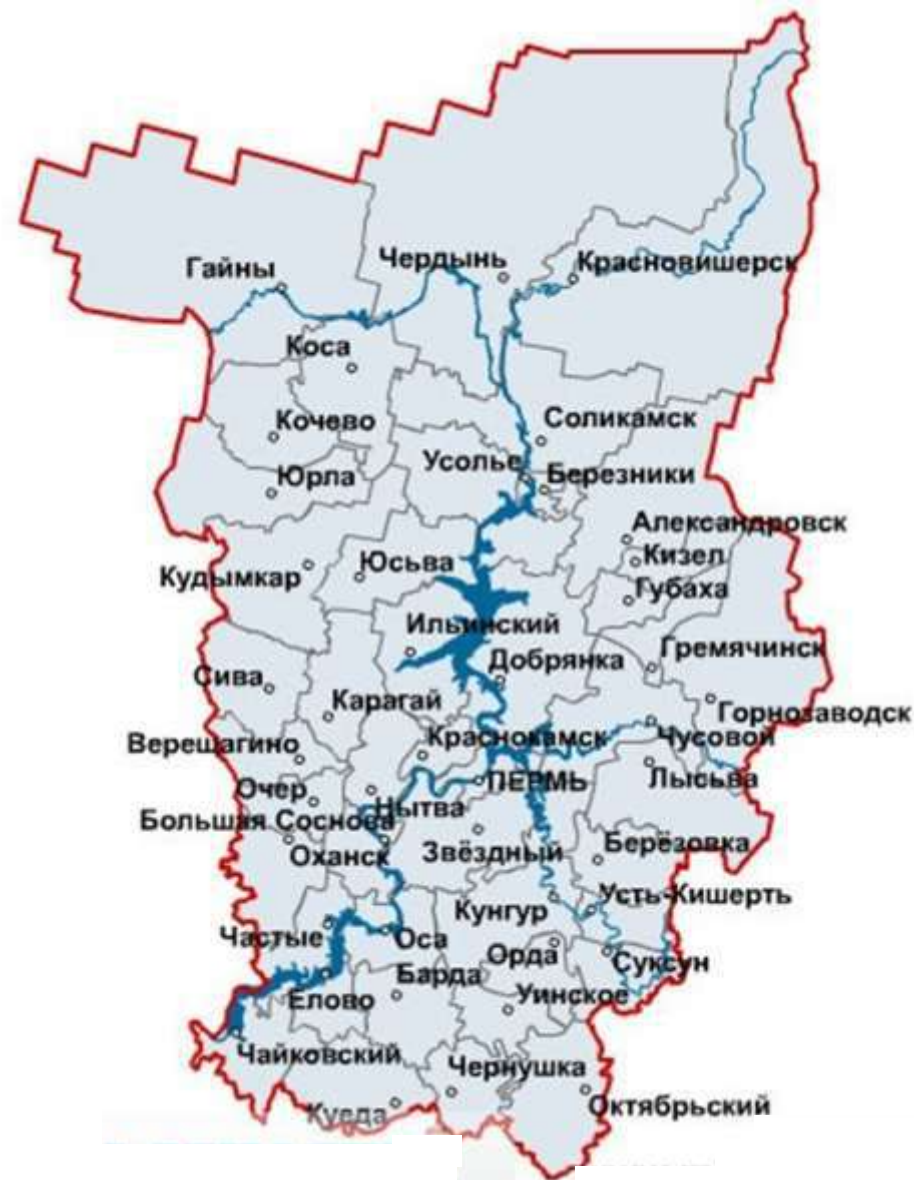 Гайны
Чердынь
Красновишерск
Коса
Кочево
Соликамск
Усолье
Юрла
Березники
Александровск
Кизел
Юсьва
Кудымкар
Губаха
Ильинский
Гремячинск
Добрянка
Сива
Карагай
Горнозаводск
Краснокамск
Чусовой
Верещагино
Лысьва
ПЕРМЬ
Очер
Нытва
Большая Соснова
Звёздный
Берёзовка
Оханск
Усть-Кишерть
Кунгур
Частые
Оса
Орда
Суксун
Барда
Елово
Уинское
Чайковский
Чернушка
Куеда
Октябрьский